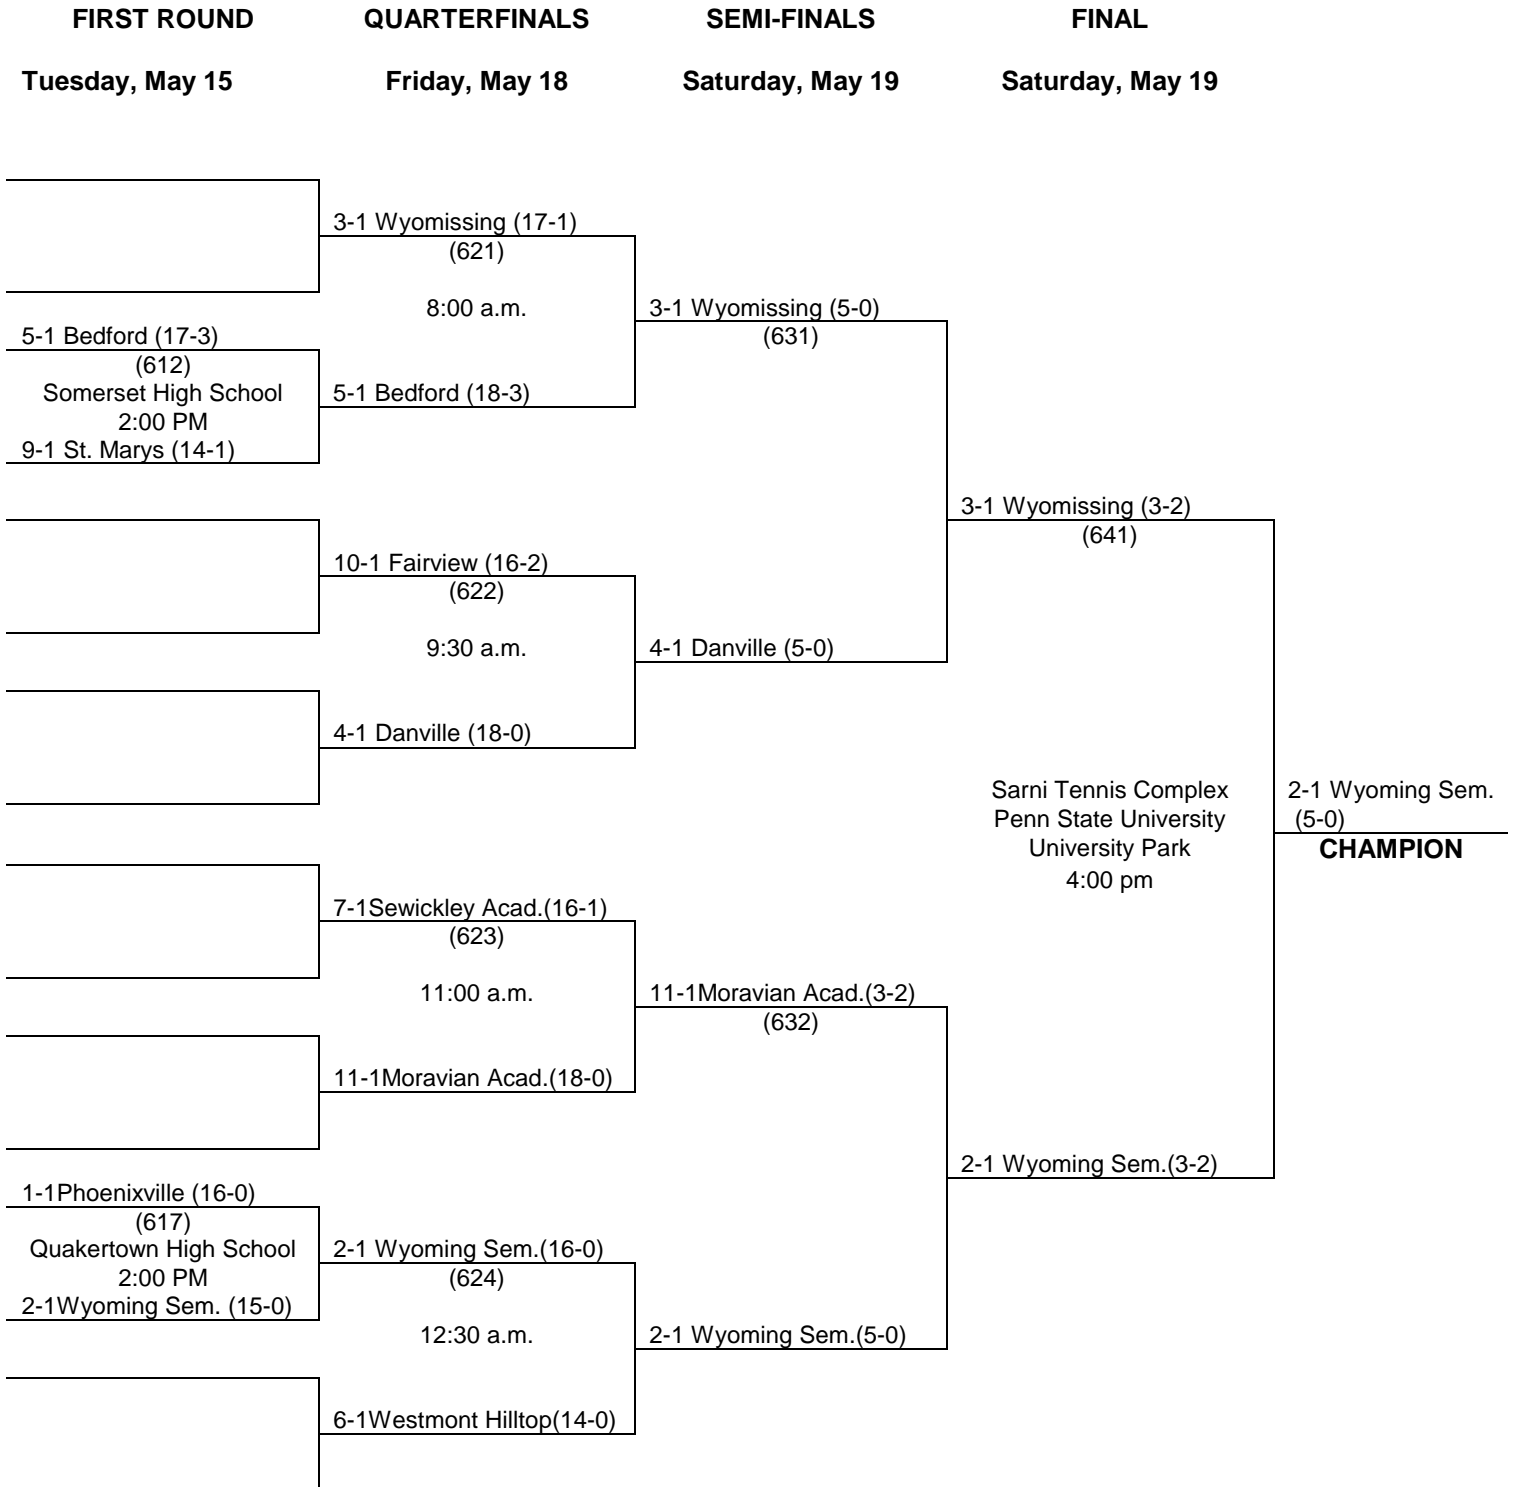 FIRST ROUND QUARTERFINALS SEMI-FINALS FINAL
Tuesday, May 15 Friday, May 18 Saturday, May 19 Saturday, May 19
3-1 Wyomissing (17-1)
(621)
8:00 a.m.
3-1 Wyomissing (5-0)
5-1 Bedford (17-3)
(631)
(612)
Somerset High School
5-1 Bedford (18-3)
2:00 PM
9-1 St. Marys (14-1)
3-1 Wyomissing (3-2)
(641)
10-1 Fairview (16-2)
(622)
9:30 a.m.
4-1 Danville (5-0)
4-1 Danville (18-0)
Sarni Tennis Complex
2-1 Wyoming Sem.
Penn State University
(5-0)
University Park
CHAMPION
4:00 pm
7-1Sewickley Acad.(16-1)
(623)
11:00 a.m.
11-1Moravian Acad.(3-2)
(632)
11-1Moravian Acad.(18-0)
2-1 Wyoming Sem.(3-2)
1-1Phoenixville (16-0)
(617)
Quakertown High School
2-1 Wyoming Sem.(16-0)
2:00 PM
(624)
2-1Wyoming Sem. (15-0)
12:30 a.m.
2-1 Wyoming Sem.(5-0)
6-1Westmont Hilltop(14-0)